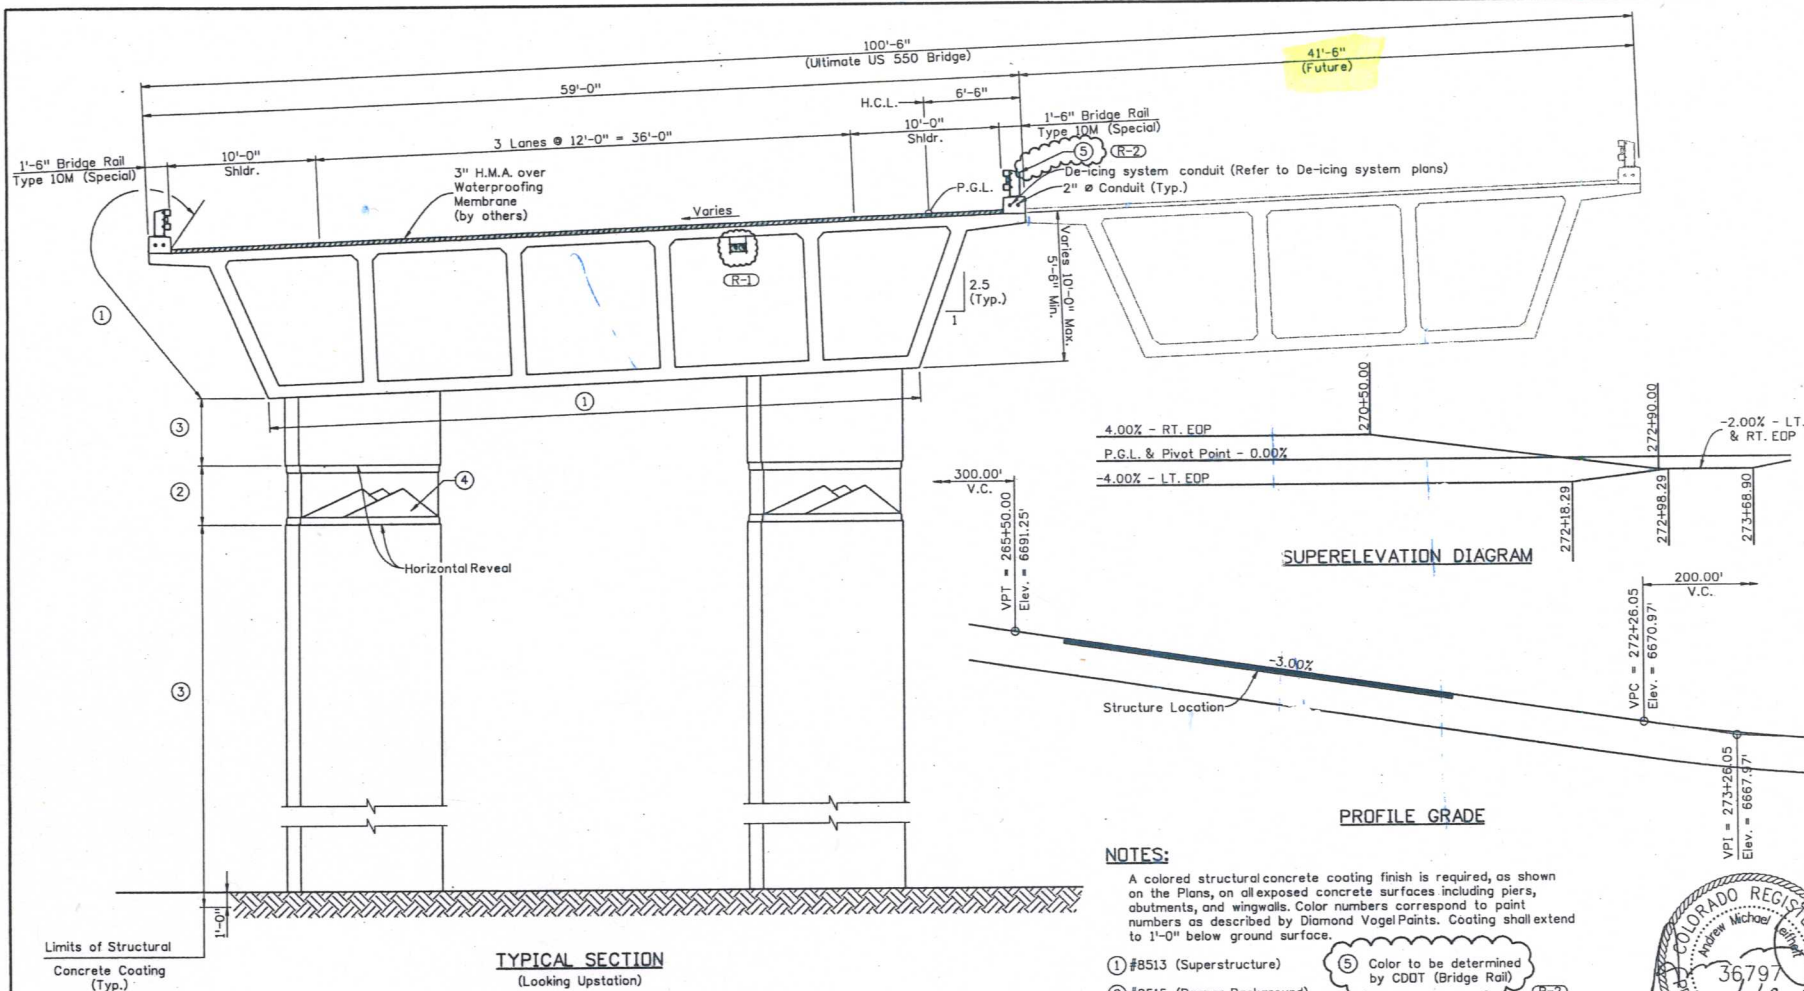 100'-6"
(Ultimate US 550 Bridge)
41'-6"
(Future)
59'-0"
H.C.L.
6'-6"
3 Lanes @ 12'-0" = 36'-0"
10'-0"
Shldr.
1'-6" Bridge Rail
Type 10M (Special)
1'-6" Bridge Rail
Type 10M (Special)
10'-0"
Shldr.
5
R-2
3" H.M.A. over
Waterproofing
Membrane
(by others)
De-icing system conduit (Refer to De-icing system plans)
P.G.L.
2" Ø Conduit (Typ.)
Varies
R-1
Varies 10'-0" Max.
5'-6" Min.
2.5
(Typ.)
1
1
1
3
2
4
3
Horizontal Reveal
1'-0"
Limits of Structural
Concrete Coating
(Typ.)
TYPICAL SECTION
(Looking Upstation)
270+50.00
272+90.00
4.00% - RT. EOP
-2.00% - LT.
& RT. EOP
P.G.L. & Pivot Point - 0.00%
-4.00% - LT. EOP
272+18.29
272+98.29
273+68.90
SUPERELEVATION DIAGRAM
300.00'
V.C.
VPT = 265+50.00
Elev. = 6691.25'
200.00'
V.C.
-3.00%
Structure Location
VPC = 272+26.05
Elev. = 6670.97'
VPI = 273+26.05
Elev. = 6667.97'
PROFILE GRADE
NOTES:
A colored structural concrete coating finish is required, as shown
on the Plans, on all exposed concrete surfaces including piers,
abutments, and wingwalls. Color numbers correspond to paint
numbers as described by Diamond Vogel Paints. Coating shall extend
to 1'-0" below ground surface.
1 #8513 (Superstructure)
5 Color to be determined
by CDOT (Bridge Rail)
COLORADO REGIS
Andrew Michael
36797